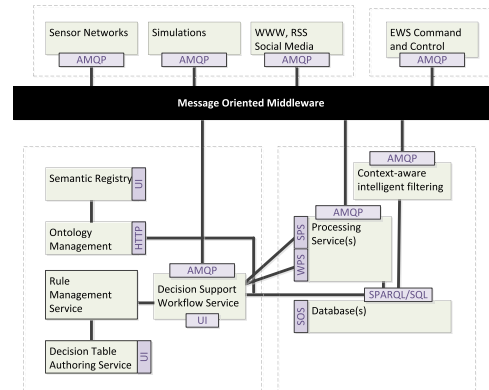 Sensor Networks
AMQP
Simulations
AMQP
WWW, RSS
Social Media
AMQP
EWS Command
and Control
AMQP
Message Oriented Middleware
Semantic Registry
UI
Ontology
Management
HTTP
Rule
Management
Service
Decision Table
Authoring Service
UI
AMQP
Decision Support
Workflow Service
UI
AMQP
Context-aware
intelligent filtering
AMQP
SPS
WPS
Processing
Service(s)
SPARQL/SQL
SOS
Database(s)